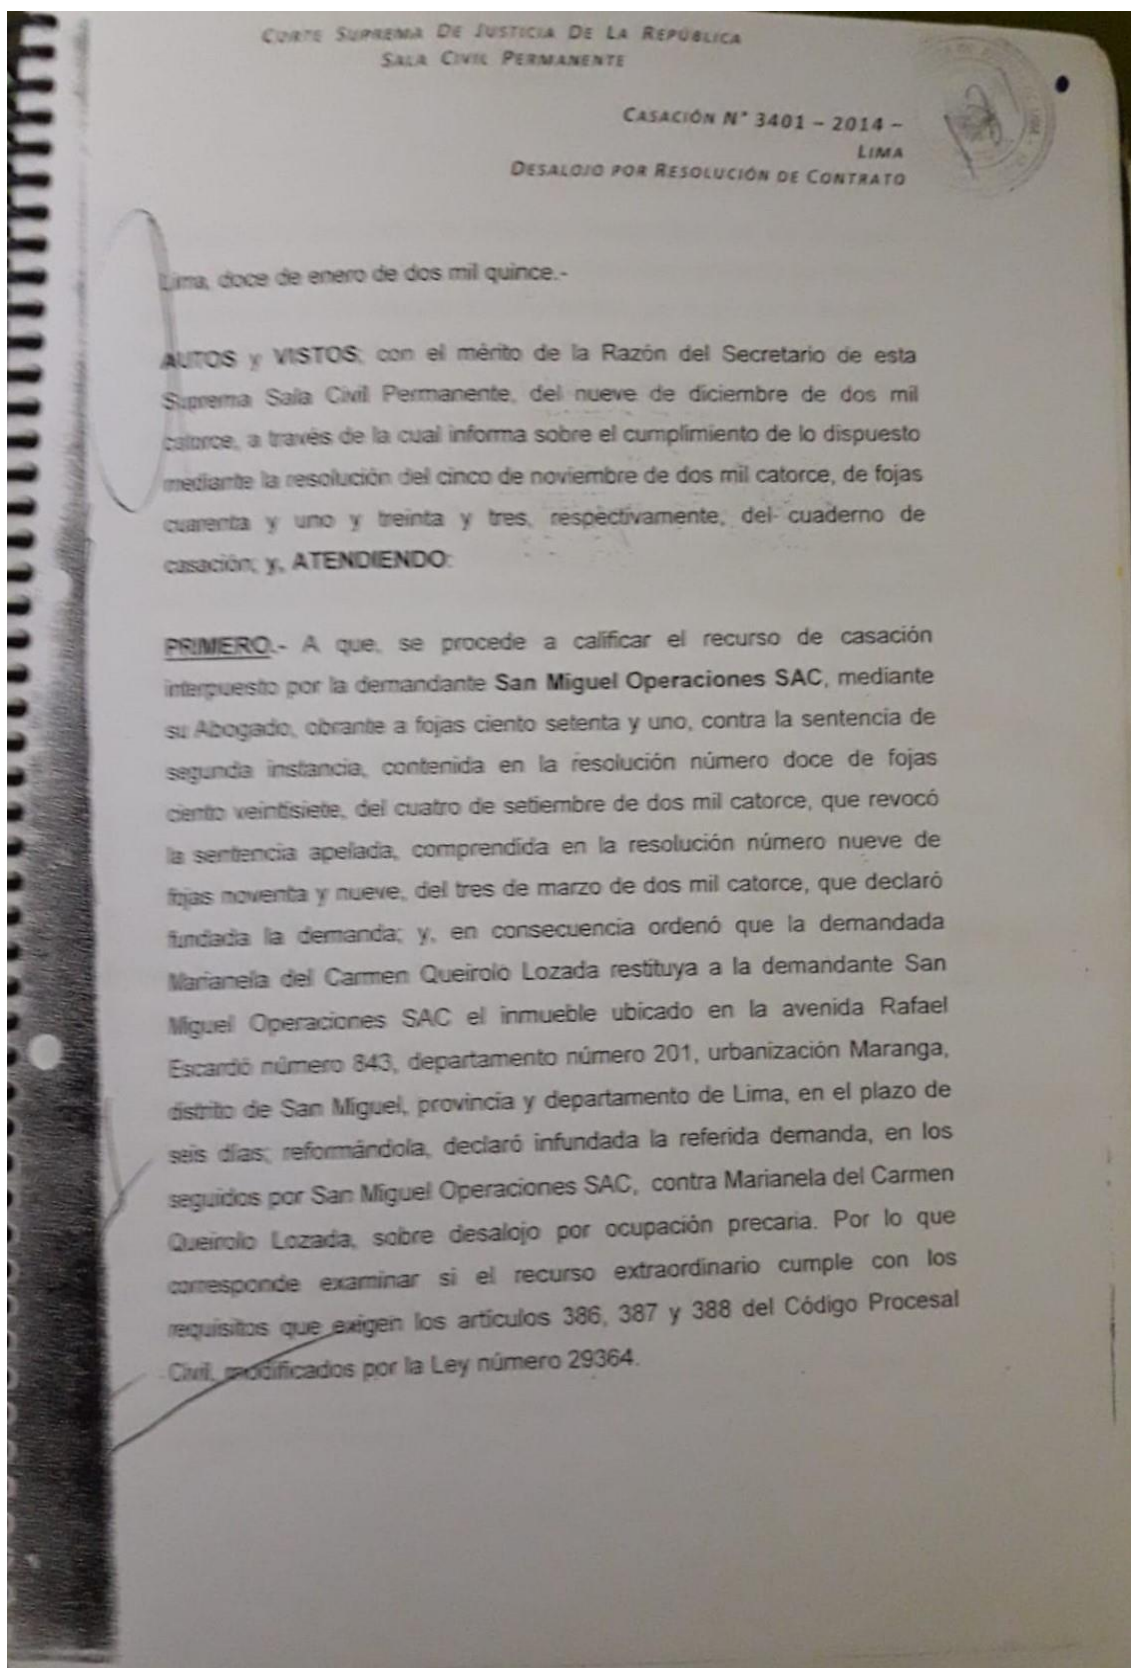 CORTE SUPREMA DE JUSTICIA DE LA REPÚBLICA
SALA CIVIL PERMANENTE
CASACIÓN N° 3401 – 2014 –
LIMA
DESALOJO POR RESOLUCIÓN DE CONTRATO
Lima, doce de enero de dos mil quince.-
AUTOS y VISTOS; con el mérito de la Razón del Secretario de esta
Suprema Sala Civil Permanente, del nueve de diciembre de dos mil
catorce, a través de la cual informa sobre el cumplimiento de lo dispuesto
mediante la resolución del cinco de noviembre de dos mil catorce, de fojas
cuarenta y uno y treinta y tres, respectivamente, del cuaderno de
casación; y, ATENDIENDO:
PRIMERO.- A que, se procede a calificar el recurso de casación
interpuesto por la demandante San Miguel Operaciones SAC, mediante
su Abogado, obrante a fojas ciento setenta y uno, contra la sentencia de
segunda instancia, contenida en la resolución número doce de fojas
ciento veintisiete, del cuatro de setiembre de dos mil catorce, que revocó
la sentencia apelada, comprendida en la resolución número nueve de
fojas noventa y nueve, del tres de marzo de dos mil catorce, que declaró
fundada la demanda; y, en consecuencia ordenó que la demandada
Marianela del Carmen Queirolo Lozada restituya a la demandante San
Miguel Operaciones SAC el inmueble ubicado en la avenida Rafael
Escardó número 843, departamento número 201, urbanización Maranga,
distrito de San Miguel, provincia y departamento de Lima, en el plazo de
seis días; reformándola, declaró infundada la referida demanda, en los
seguidos por San Miguel Operaciones SAC, contra Marianela del Carmen
Queirolo Lozada, sobre desalojo por ocupación precaria. Por lo que
corresponde examinar si el recurso extraordinario cumple con los
requisitos que exigen los artículos 386, 387 y 388 del Código Procesal
Civil, modificados por la Ley número 29364.